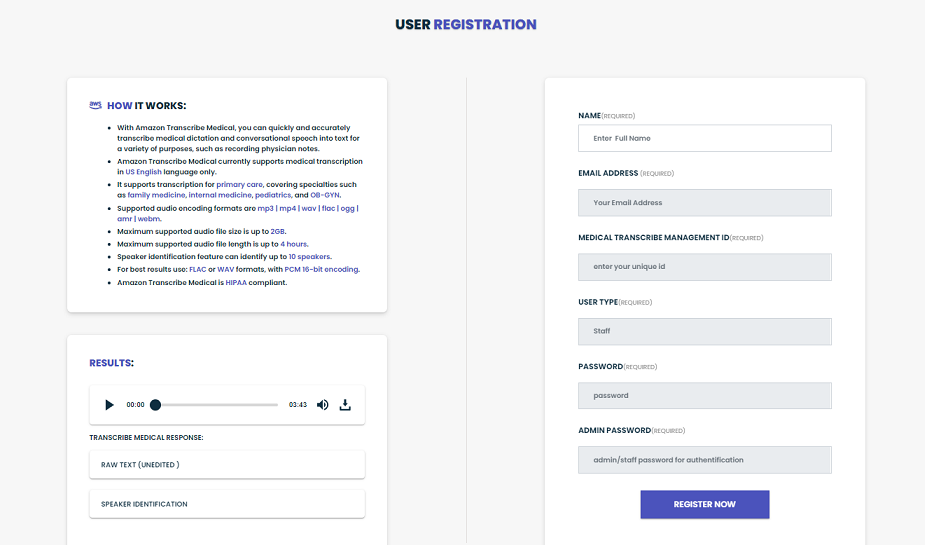 USER REGISTRATION
aws HOW IT WORKS:
• With Amazon Transcribe Medical, you can quickly and accurately
transcribe medical dictation and conversational speech into text for
a variety of purposes, such as recording physician notes.
• Amazon Transcribe Medical currently supports medical transcription
in US English language only.
• It supports transcription for primary care, covering specialties such
as family medicine, internal medicine, pediatrics, and OB-GYN.
• Supported audio encoding formats are mp3 | mp4 | wav | flac | ogg |
amr | webm.
• Maximum supported audio file size is up to 2GB.
• Maximum supported audio file length is up to 4 hours.
• Speaker identification feature can identify up to 10 speakers.
• For best results use: FLAC or WAV formats, with PCM 16-bit encoding.
• Amazon Transcribe Medical is HIPAA compliant.
RESULTS:
00:00 03:43
TRANSCRIBE MEDICAL RESPONSE:
RAW TEXT (UNEDITED )
SPEAKER IDENTIFICATION
NAME(REQUIRED)
Enter Full Name
EMAIL ADDRESS (REQUIRED)
Your Email Address
MEDICAL TRANSCRIBE MANAGEMENT ID(REQUIRED)
enter your unique id
USER TYPE(REQUIRED)
Staff
PASSWORD(REQUIRED)
password
ADMIN PASSWORD(REQUIRED)
admin/staff password for authentification
REGISTER NOW